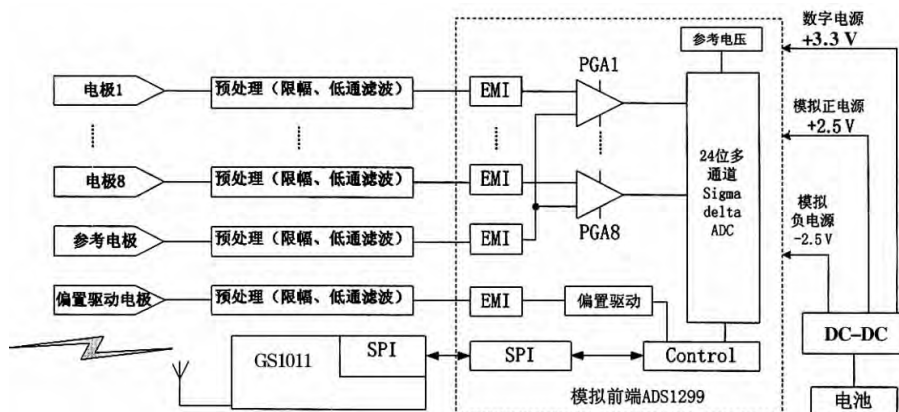 电极1
预处理（限幅、低通滤波）
EMI
PGA1
参考电压
数字电源
+3.3 V
模拟正电源
+2.5 V
电极8
预处理（限幅、低通滤波）
EMI
PGA8
24位多
通道
Sigma
delta
ADC
模拟
负电源
-2.5 V
参考电极
预处理（限幅、低通滤波）
EMI
偏置驱动电极
预处理（限幅、低通滤波）
EMI
偏置驱动
GS1011
SPI
SPI
Control
DC-DC
模拟前端ADS1299
电池